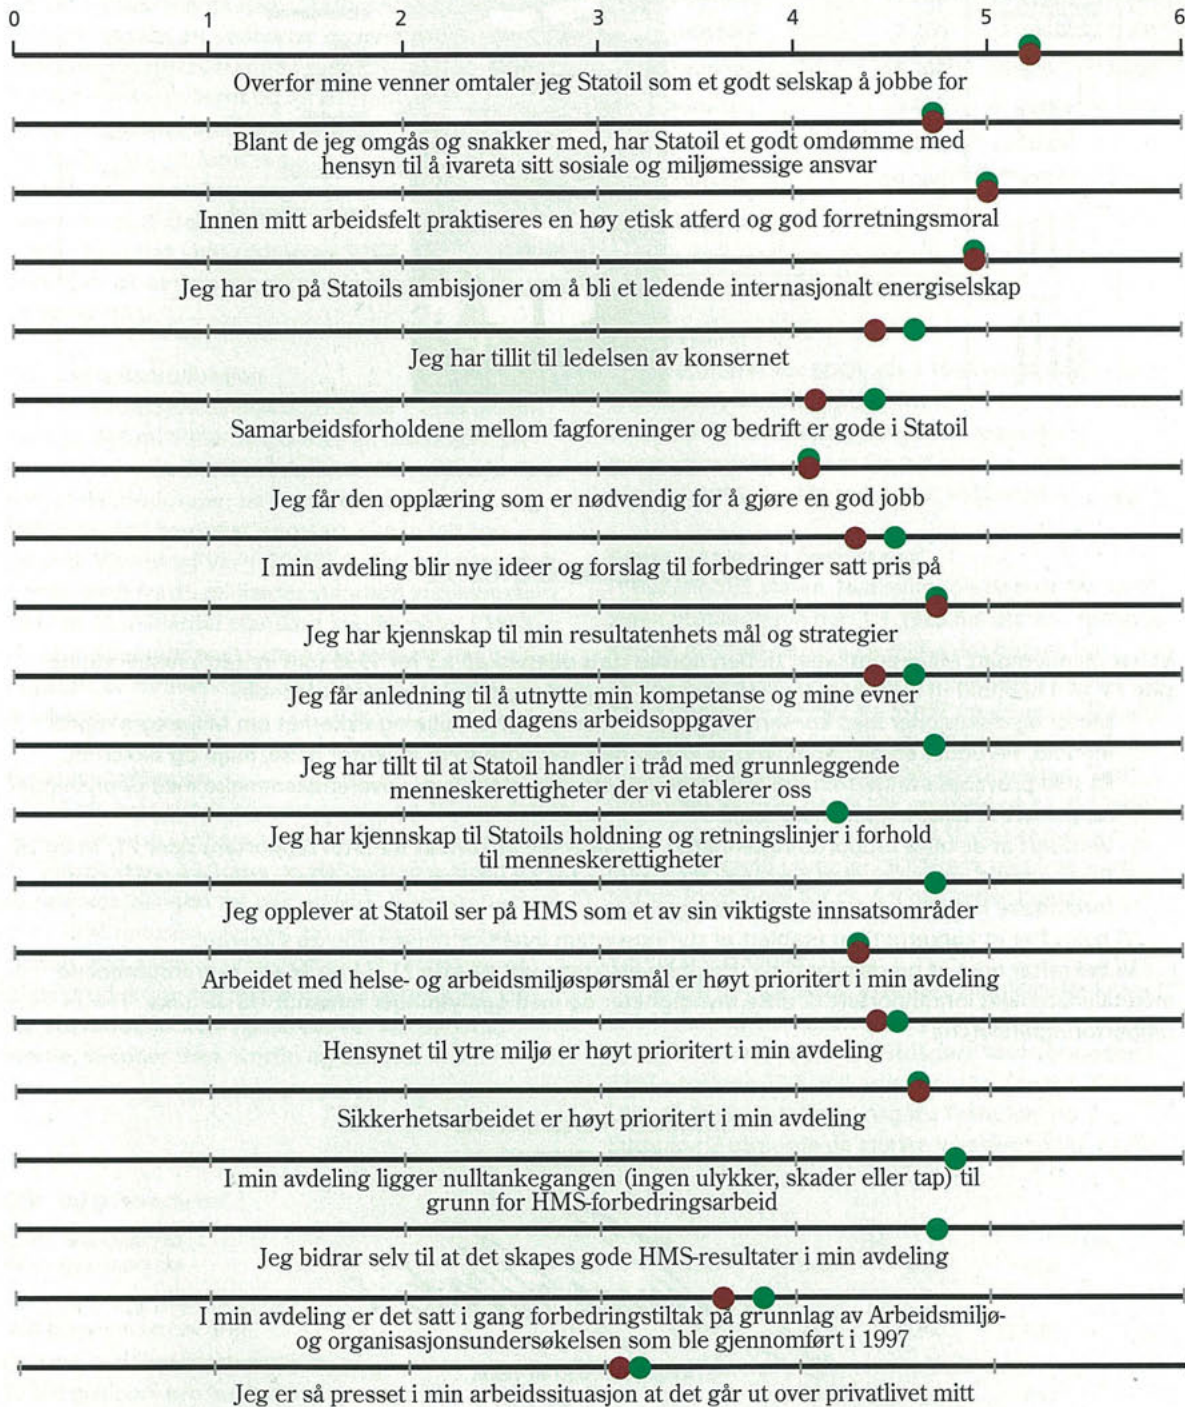 0 1 2 3 4 5 6
Overfor mine venner omtaler jeg Statoil som et godt selskap å jobbe for
Blant de jeg omgås og snakker med, har Statoil et godt omdømme med
hensyn til å ivareta sitt sosiale og miljømessige ansvar
Innen mitt arbeidsfelt praktiseres en høy etisk atferd og god forretningsmoral
Jeg har tro på Statoils ambisjoner om å bli et ledende internasjonalt energiselskap
Jeg har tillit til ledelsen av konsernet
Samarbeidsforholdene mellom fagforeninger og bedrift er gode i Statoil
Jeg får den opplæring som er nødvendig for å gjøre en god jobb
I min avdeling blir nye ideer og forslag til forbedringer satt pris på
Jeg har kjennskap til min resultatenhets mål og strategier
Jeg får anledning til å utnytte min kompetanse og mine evner
med dagens arbeidsoppgaver
Jeg har tillt til at Statoil handler i tråd med grunnleggende
menneskerettigheter der vi etablerer oss
Jeg har kjennskap til Statoils holdning og retningslinjer i forhold
til menneskerettigheter
Jeg opplever at Statoil ser på HMS som et av sin viktigste innsatsområder
Arbeidet med helse- og arbeidsmiljøspørsmål er høyt prioritert i min avdeling
Hensynet til ytre miljø er høyt prioritert i min avdeling
Sikkerhetsarbeidet er høyt prioritert i min avdeling
I min avdeling ligger nulltankegangen (ingen ulykker, skader eller tap) til
grunn for HMS-forbedringsarbeid
Jeg bidrar selv til at det skapes gode HMS-resultater i min avdeling
I min avdeling er det satt i gang forbedringstiltak på grunnlag av Arbeidsmiljø-
og organisasjonsundersøkelsen som ble gjennomført i 1997
Jeg er så presset i min arbeidssituasjon at det går ut over privatlivet mitt